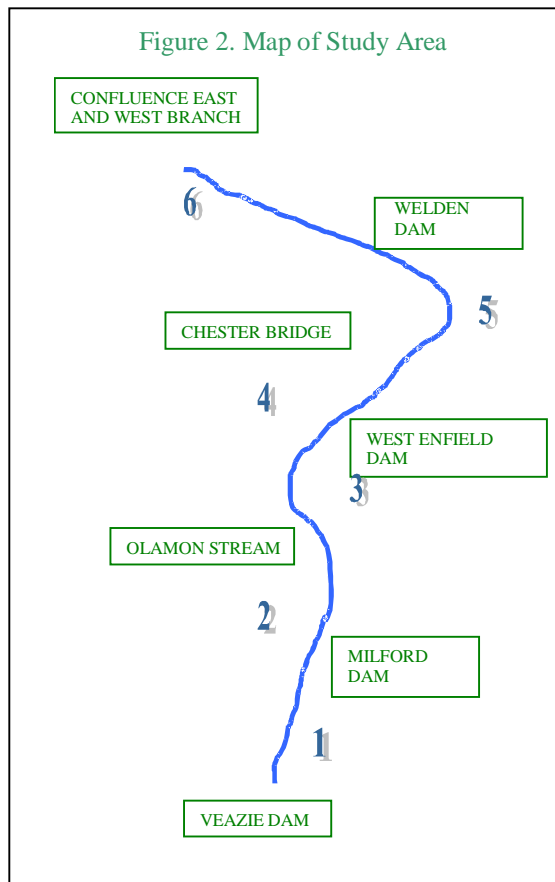 Figure 2. Map of Study Area
CONFLUENCE EAST
AND WEST BRANCH
6
WELDEN
DAM
5
CHESTER BRIDGE
4
WEST ENFIELD
DAM
3
OLAMON STREAM
2
MILFORD
DAM
1
VEAZIE DAM